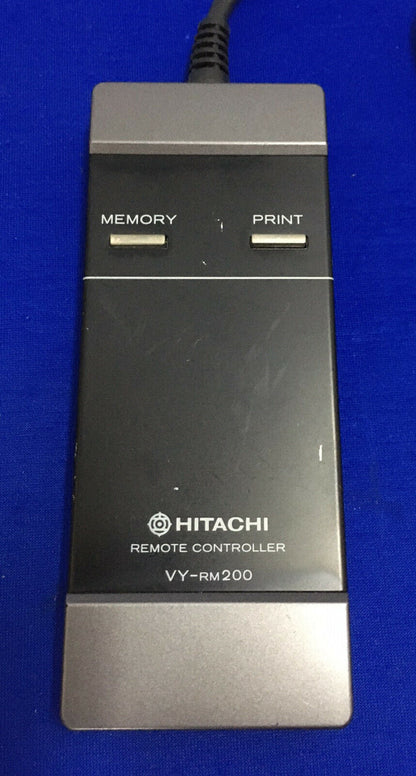 MEMORY PRINT
HITACHI
REMOTE CONTROLLER
VY-RM200